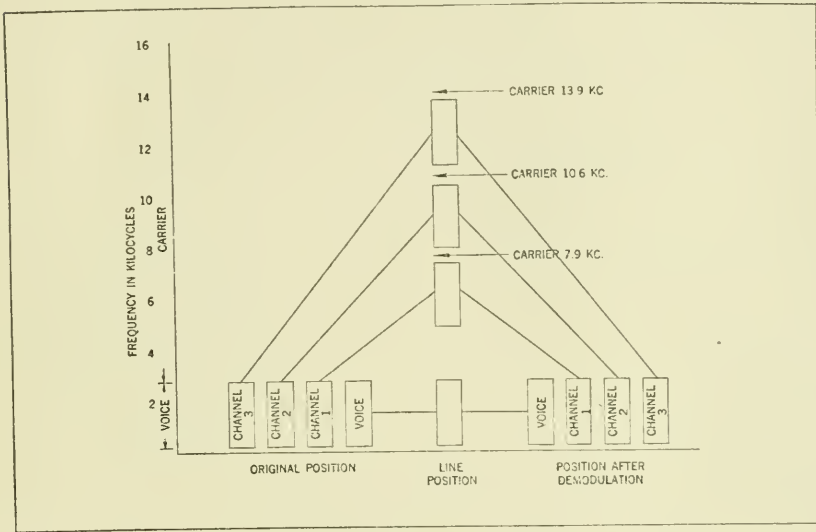 16
14
12
10
8
6
4
2
FREQUENCY IN KILOCYCLES
CARRIER
VOICE
CARRIER 13 9 KC
CARRIER 10 6 KC.
CARRIER 7.9 KC.
CHANNEL
3
CHANNEL
2
CHANNEL
1
VOICE
VOICE
CHANNEL
1
CHANNEL
2
CHANNEL
3
ORIGINAL POSITION
LINE
POSITION
POSITION AFTER
DEMODULATION